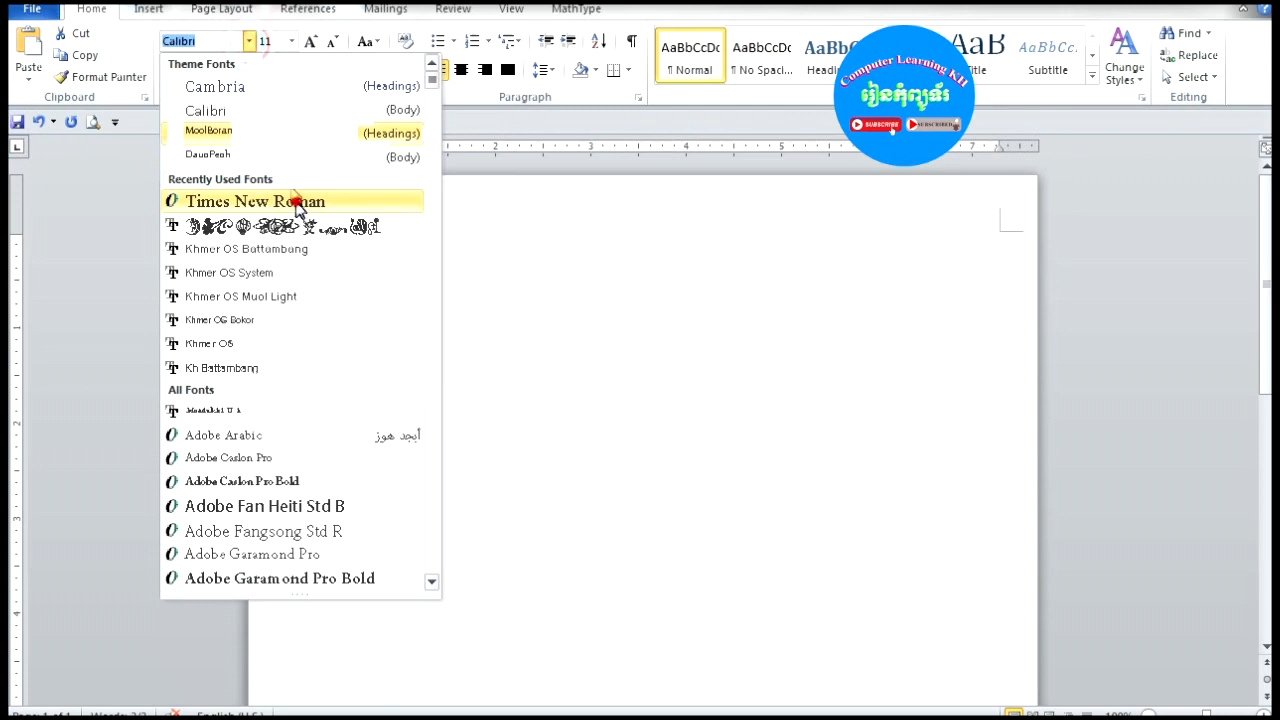 File Home Insert Page Layout References Mailings Review View MathType
Cut
Copy
Format Painter
Paste
Clipboard
Calibri 11
Paragraph
AaBbCcDc AaBbCcDc AaBbC AaB AaBbCc.
¶ Normal ¶ No Spaci... Headi Title Subtitle
Change
Styles
Find
Replace
Select
Editing
Computer Learning KH
រៀនកុំព្យូទ័រ
SUBSCRIBE SUBSCRIBED
Theme Fonts
Cambria (Headings)
Calibri (Body)
MoolBoran (Headings)
DaunPenh (Body)
Recently Used Fonts
Times New Roman
Khmer OS Battambang
Khmer OS System
Khmer OS Muol Light
Khmer OS Bokor
Khmer OS
Kh Battambang
All Fonts
Adobe Arabic أبجد هوز
Adobe Caslon Pro
Adobe Caslon Pro Bold
Adobe Fan Heiti Std B
Adobe Fangsong Std R
Adobe Garamond Pro
Adobe Garamond Pro Bold